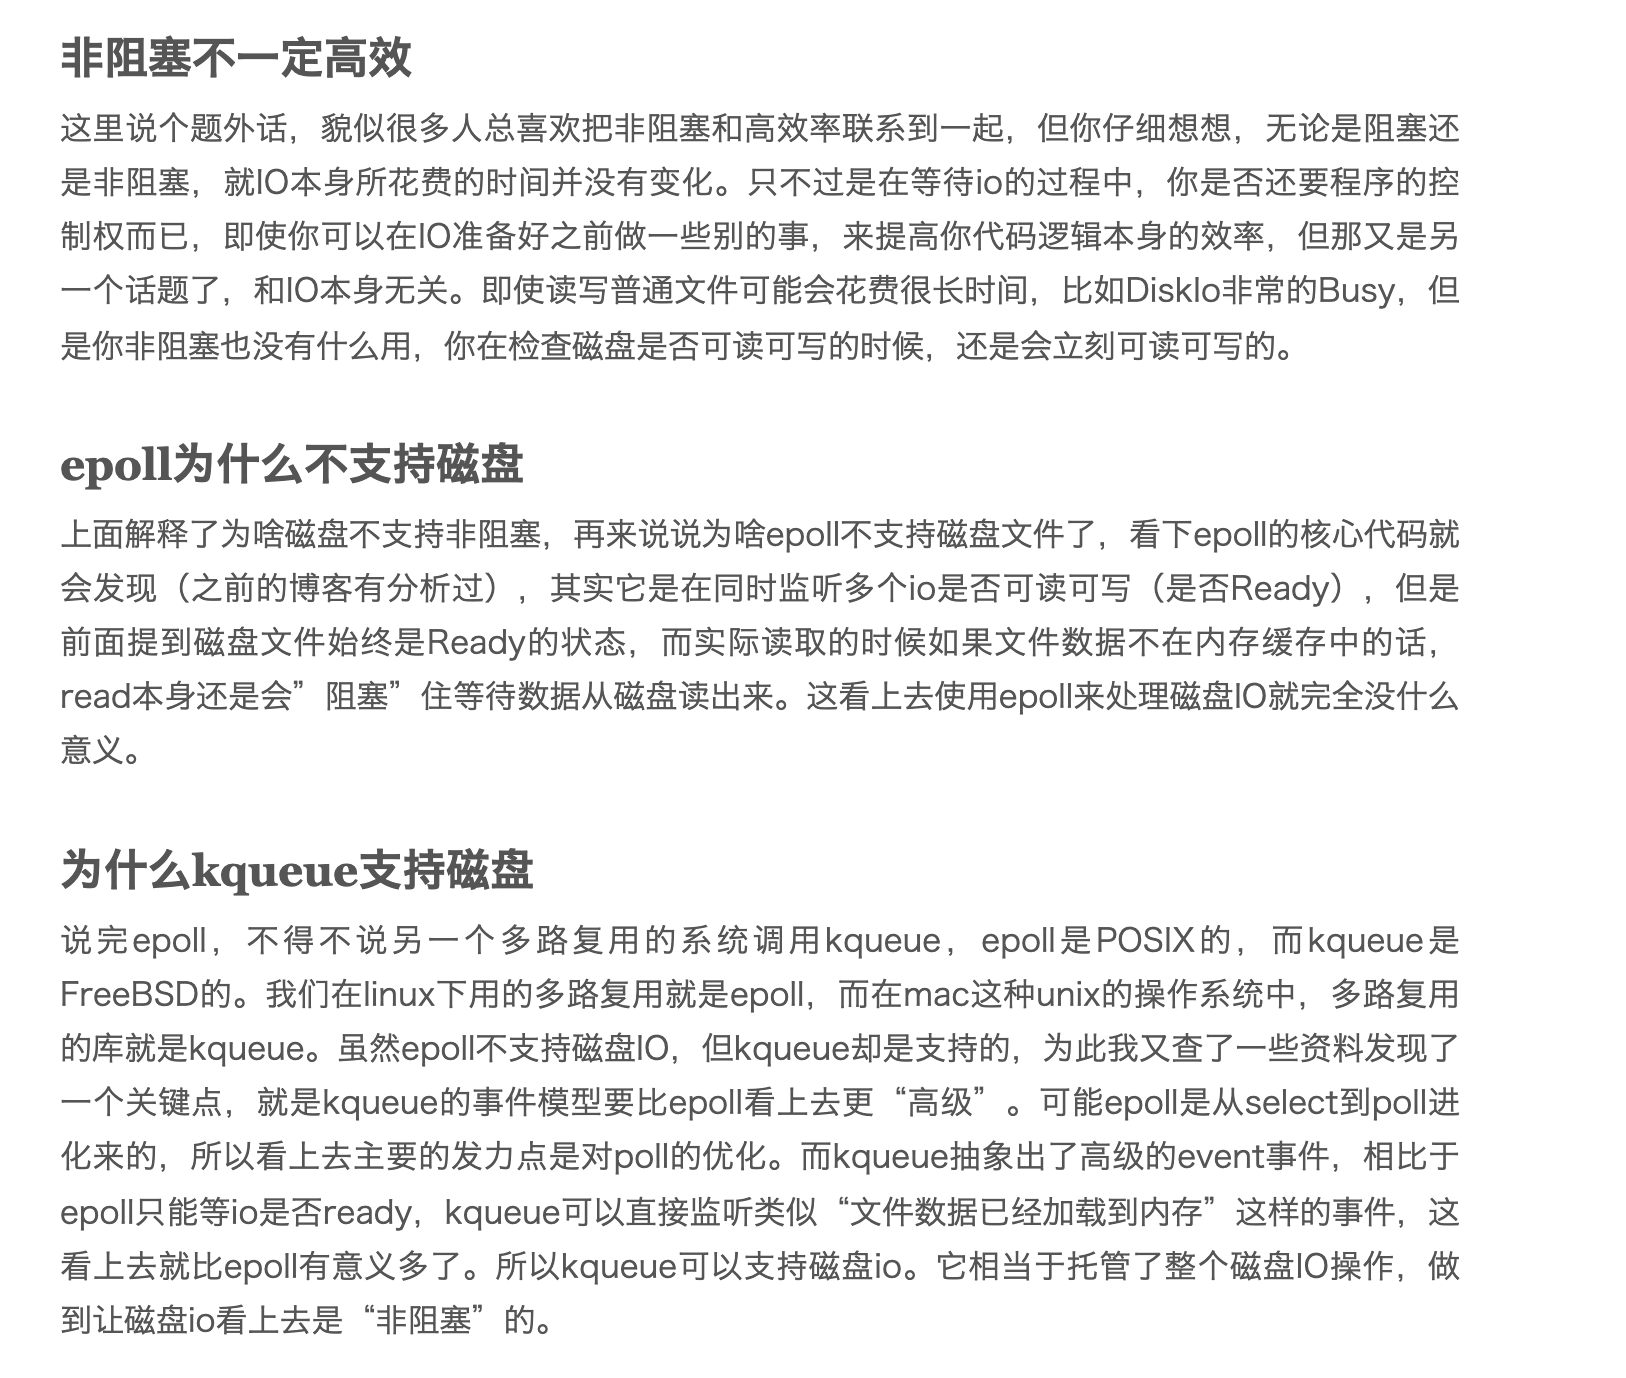 非阻塞不一定高效
这里说个题外话，貌似很多人总喜欢把非阻塞和高效率联系到一起，但你仔细想想，无论是阻塞还
是非阻塞，就IO本身所花费的时间并没有变化。只不过是在等待io的过程中，你是否还要程序的控
制权而已，即使你可以在IO准备好之前做一些别的事，来提高你代码逻辑本身的效率，但那又是另
一个话题了，和IO本身无关。即使读写普通文件可能会花费很长时间，比如DiskIo非常的Busy，但
是你非阻塞也没有什么用，你在检查磁盘是否可读可写的时候，还是会立刻可读可写的。
epoll为什么不支持磁盘
上面解释了为啥磁盘不支持非阻塞，再来说说为啥epoll不支持磁盘文件了，看下epoll的核心代码就
会发现（之前的博客有分析过），其实它是在同时监听多个io是否可读可写（是否Ready），但是
前面提到磁盘文件始终是Ready的状态，而实际读取的时候如果文件数据不在内存缓存中的话，
read本身还是会”阻塞”住等待数据从磁盘读出来。这看上去使用epoll来处理磁盘IO就完全没什么
意义。
为什么kqueue支持磁盘
说完epoll，不得不说另一个多路复用的系统调用kqueue，epoll是POSIX的，而kqueue是
FreeBSD的。我们在linux下用的多路复用就是epoll，而在mac这种unix的操作系统中，多路复用
的库就是kqueue。虽然epoll不支持磁盘IO，但kqueue却是支持的，为此我又查了一些资料发现了
一个关键点，就是kqueue的事件模型要比epoll看上去更“高级”。可能epoll是从select到poll进
化来的，所以看上去主要的发力点是对poll的优化。而kqueue抽象出了高级的event事件，相比于
epoll只能等io是否ready，kqueue可以直接监听类似“文件数据已经加载到内存”这样的事件，这
看上去就比epoll有意义多了。所以kqueue可以支持磁盘io。它相当于托管了整个磁盘IO操作，做
到让磁盘io看上去是“非阻塞”的。